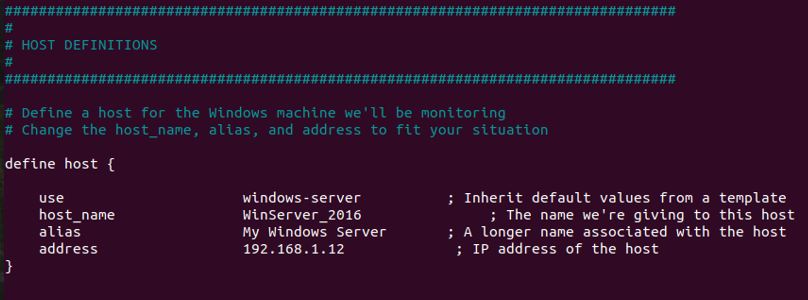 ###############################################################################
#
# HOST DEFINITIONS
#
###############################################################################
# Define a host for the Windows machine we'll be monitoring
# Change the host_name, alias, and address to fit your situation
define host {
    use                     windows-server          ; Inherit default values from a template
    host_name               WinServer_2016               ; The name we're giving to this host
    alias                   My Windows Server       ; A longer name associated with the host
    address                 192.168.1.12             ; IP address of the host
}